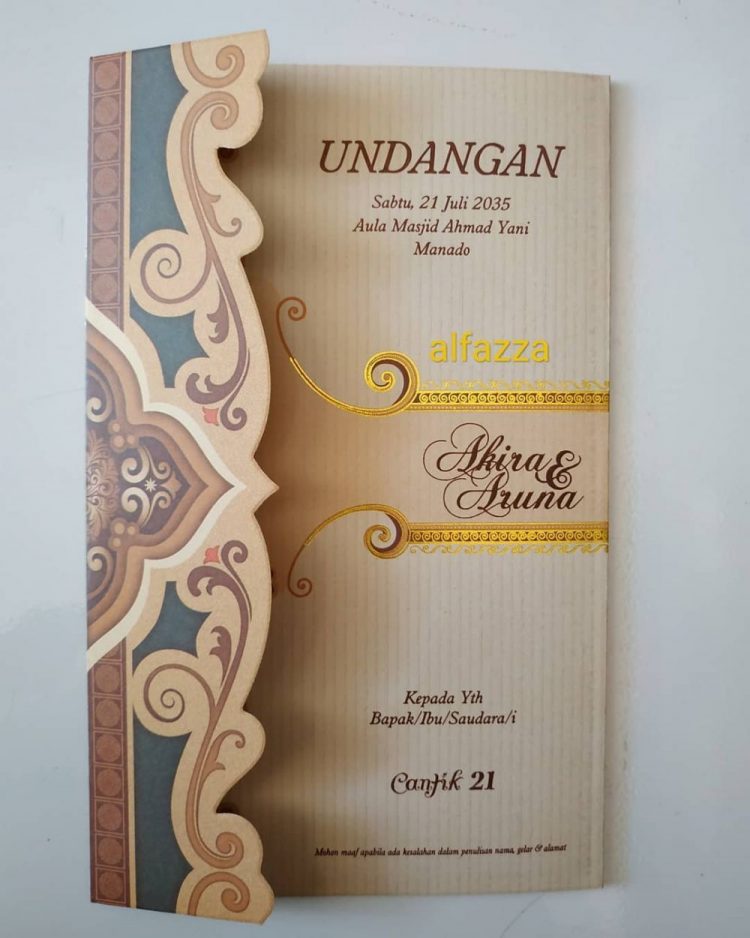 UNDANGAN
Sabtu, 21 Juli 2035
Aula Masjid Ahmad Yani
Manado
alfazza
Akira &
Aruna
Kepada Yth
Bapak/Ibu/Saudara/i
Cantik 21
Mohon maaf apabila ada kesalahan dalam penulisan nama, gelar & alamat